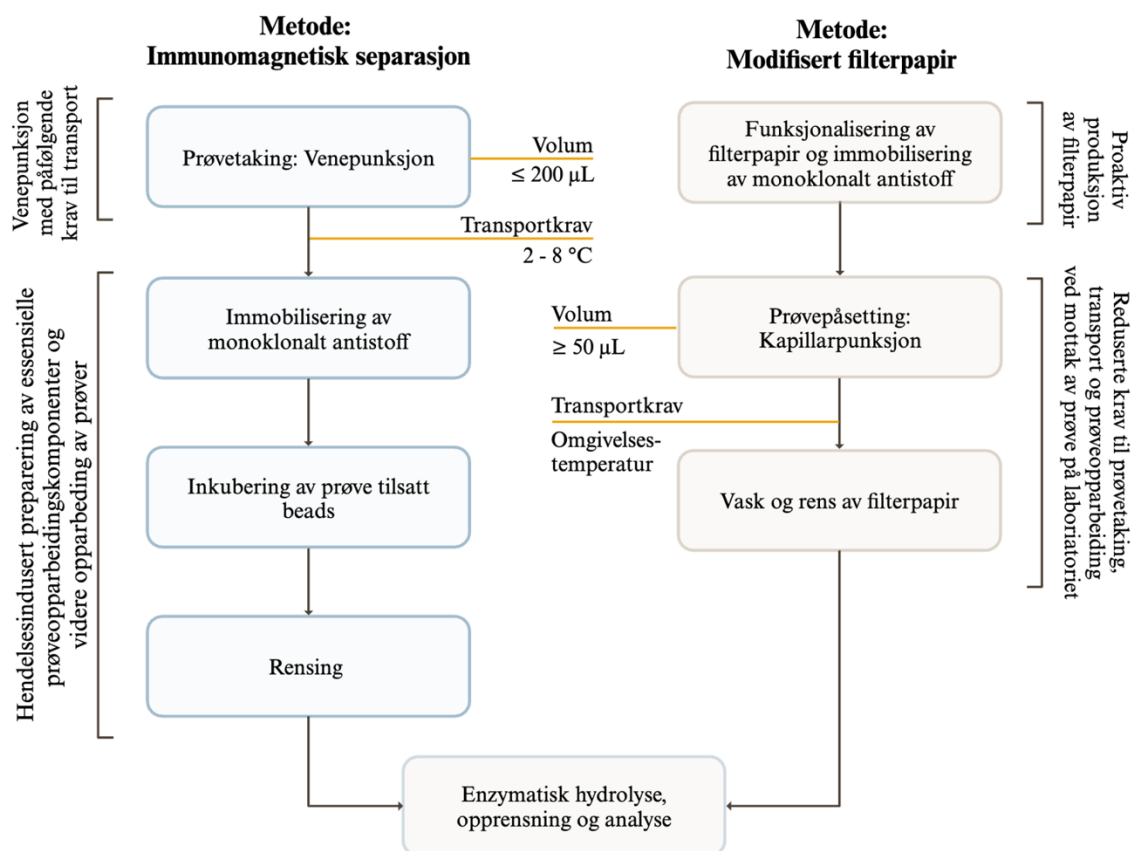 Metode:
Immunomagnetisk separasjon
Venepunksjon
med påfølgende
krav til transport
Prøvetaking: Venepunksjon
Volum
≤ 200 µL
Transportkrav
2 - 8 °C
Hendelsesindusert preparering av essensielle
prøveopparbeidingskomponenter og
videre opparbeding av prøver
Immobilisering av
monoklonalt antistoff
Inkubering av prøve tilsatt
beads
Rensing
Metode:
Modifisert filterpapir
Funksjonalisering av
filterpapir og immobilisering
av monoklonalt antistoff
Proaktiv
produksjon
av filterpapir
Volum
≥ 50 µL
Prøvepåsetting:
Kapillarpunksjon
Transportkrav
Omgivelses-
temperatur
Vask og rens av filterpapir
Reduserte krav til prøvetaking,
transport og prøveopparbeiding
ved mottak av prøve på laboriatoriet
Enzymatisk hydrolyse,
opprensning og analyse